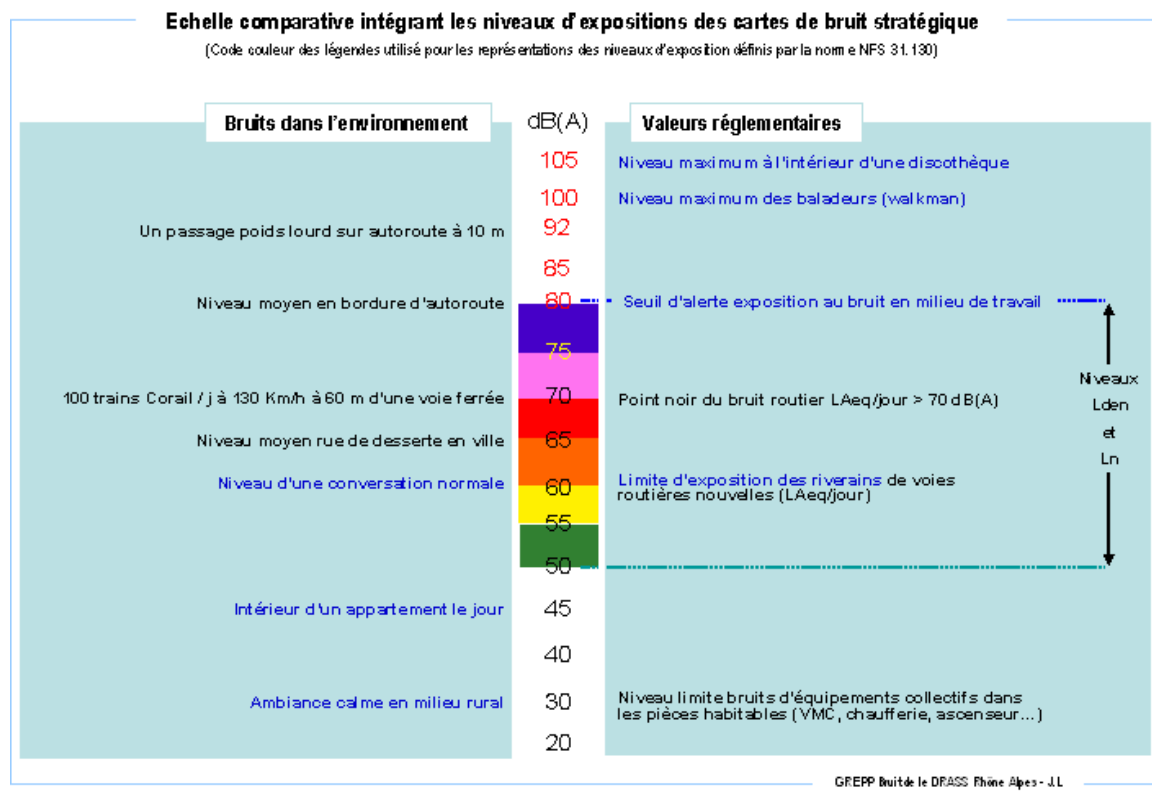 Echelle comparative intégrant les niveaux d'expositions des cartes de bruit stratégique
(Code couleur des légendes utilisé pour les représentations des niveaux d'exposition définis par la norme NFS 31.130)
Bruits dans l'environnement
dB(A)
Valeurs réglementaires
105
Niveau maximum à l'intérieur d'une discothèque
100
Niveau maximum des baladeurs (walkman)
Un passage poids lourd sur autoroute à 10 m
92
85
Niveau moyen en bordure d'autoroute
80
Seuil d'alerte exposition au bruit en milieu de travail
75
Niveaux
Lden
et
Ln
100 trains Corail / j à 130 Km/h à 60 m d'une voie ferrée
70
Point noir du bruit routier LAeq/jour > 70 dB(A)
Niveau moyen rue de desserte en ville
65
Niveau d'une conversation normale
60
Limite d'exposition des riverains de voies
routières nouvelles (LAeq/jour)
55
50
Intérieur d'un appartement le jour
45
40
Ambiance calme en milieu rural
30
Niveau limite bruits d'équipements collectifs dans
les pièces habitables (VMC, chaufferie, ascenseur...)
20
GREPP Bruit de le DRASS Rhône Alpes - J.L